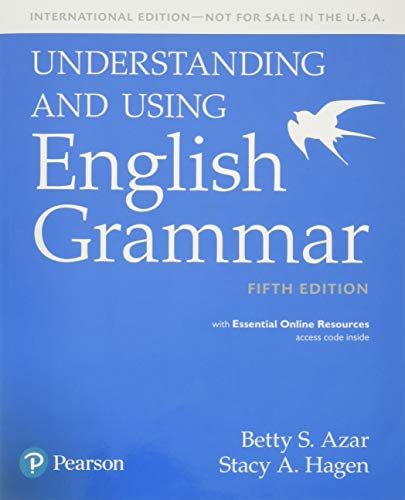 INTERNATIONAL EDITION—NOT FOR SALE IN THE U.S.A.
UNDERSTANDING
AND USING
English
Grammar
FIFTH EDITION
with Essential Online Resources
access code inside
Betty S. Azar
Stacy A. Hagen
Pearson